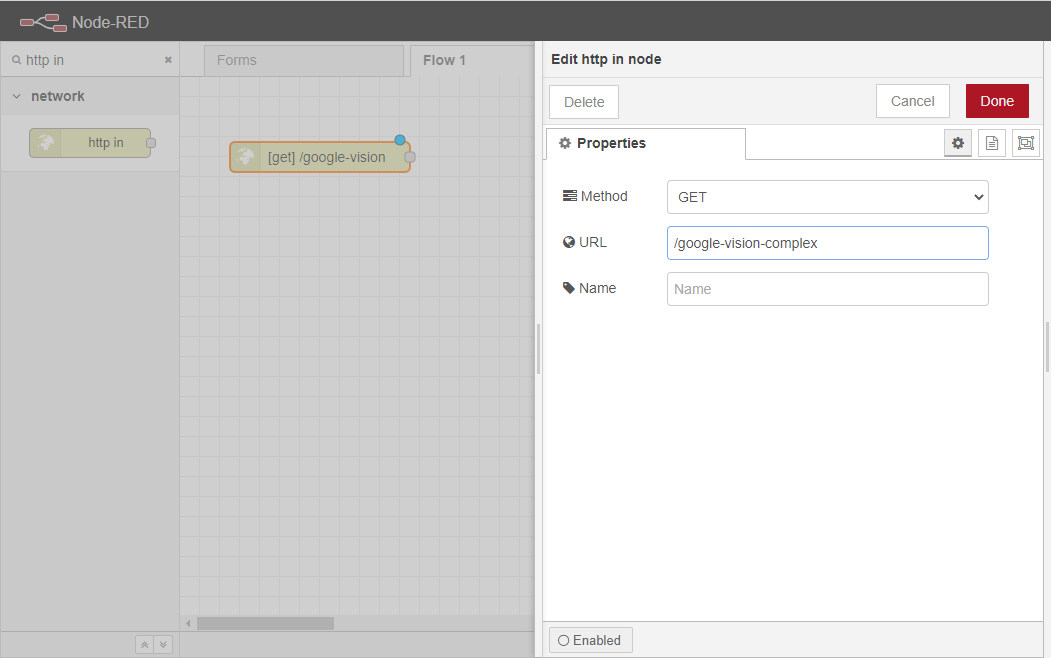 Node-RED
http in
Forms
Flow 1
network
http in
[get] /google-vision
Edit http in node
Delete
Cancel
Done
Properties
Method
GET
URL
/google-vision-complex
Name
Name
Enabled